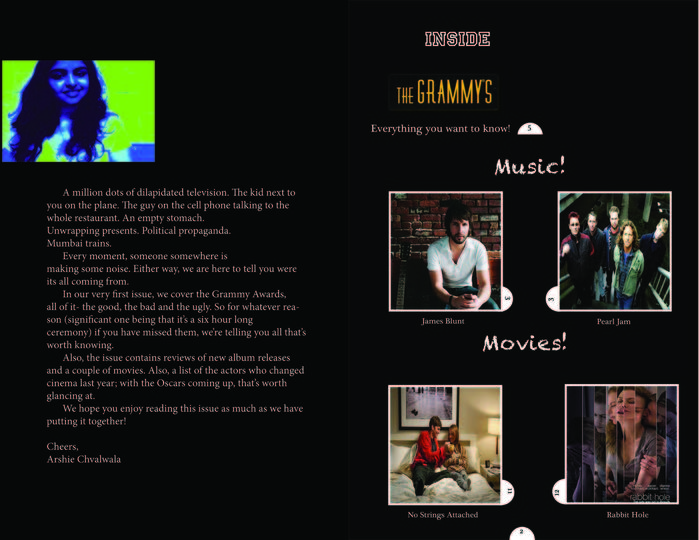 A million dots of dilapidated television. The kid next to
you on the plane. The guy on the cell phone talking to the
whole restaurant. An empty stomach.
Unwrapping presents. Political propaganda.
Mumbai trains.
Every moment, someone somewhere is
making some noise. Either way, we are here to tell you were
its all coming from.
In our very first issue, we cover the Grammy Awards,
all of it- the good, the bad and the ugly. So for whatever rea-
son (significant one being that it's a six hour long
ceremony) if you have missed them, we're telling you all that's
worth knowing.
Also, the issue contains reviews of new album releases
and a couple of movies. Also, a list of the actors who changed
cinema last year; with the Oscars coming up, that's worth
glancing at.
We hope you enjoy reading this issue as much as we have
putting it together!
Cheers,
Arshie Chvalwala
INSIDE
THE GRAMMY'S
Everything you want to know! 5
Music!
3
3
James Blunt
Pearl Jam
Movies!
11
12
rabbit hole
No Strings Attached
Rabbit Hole
2